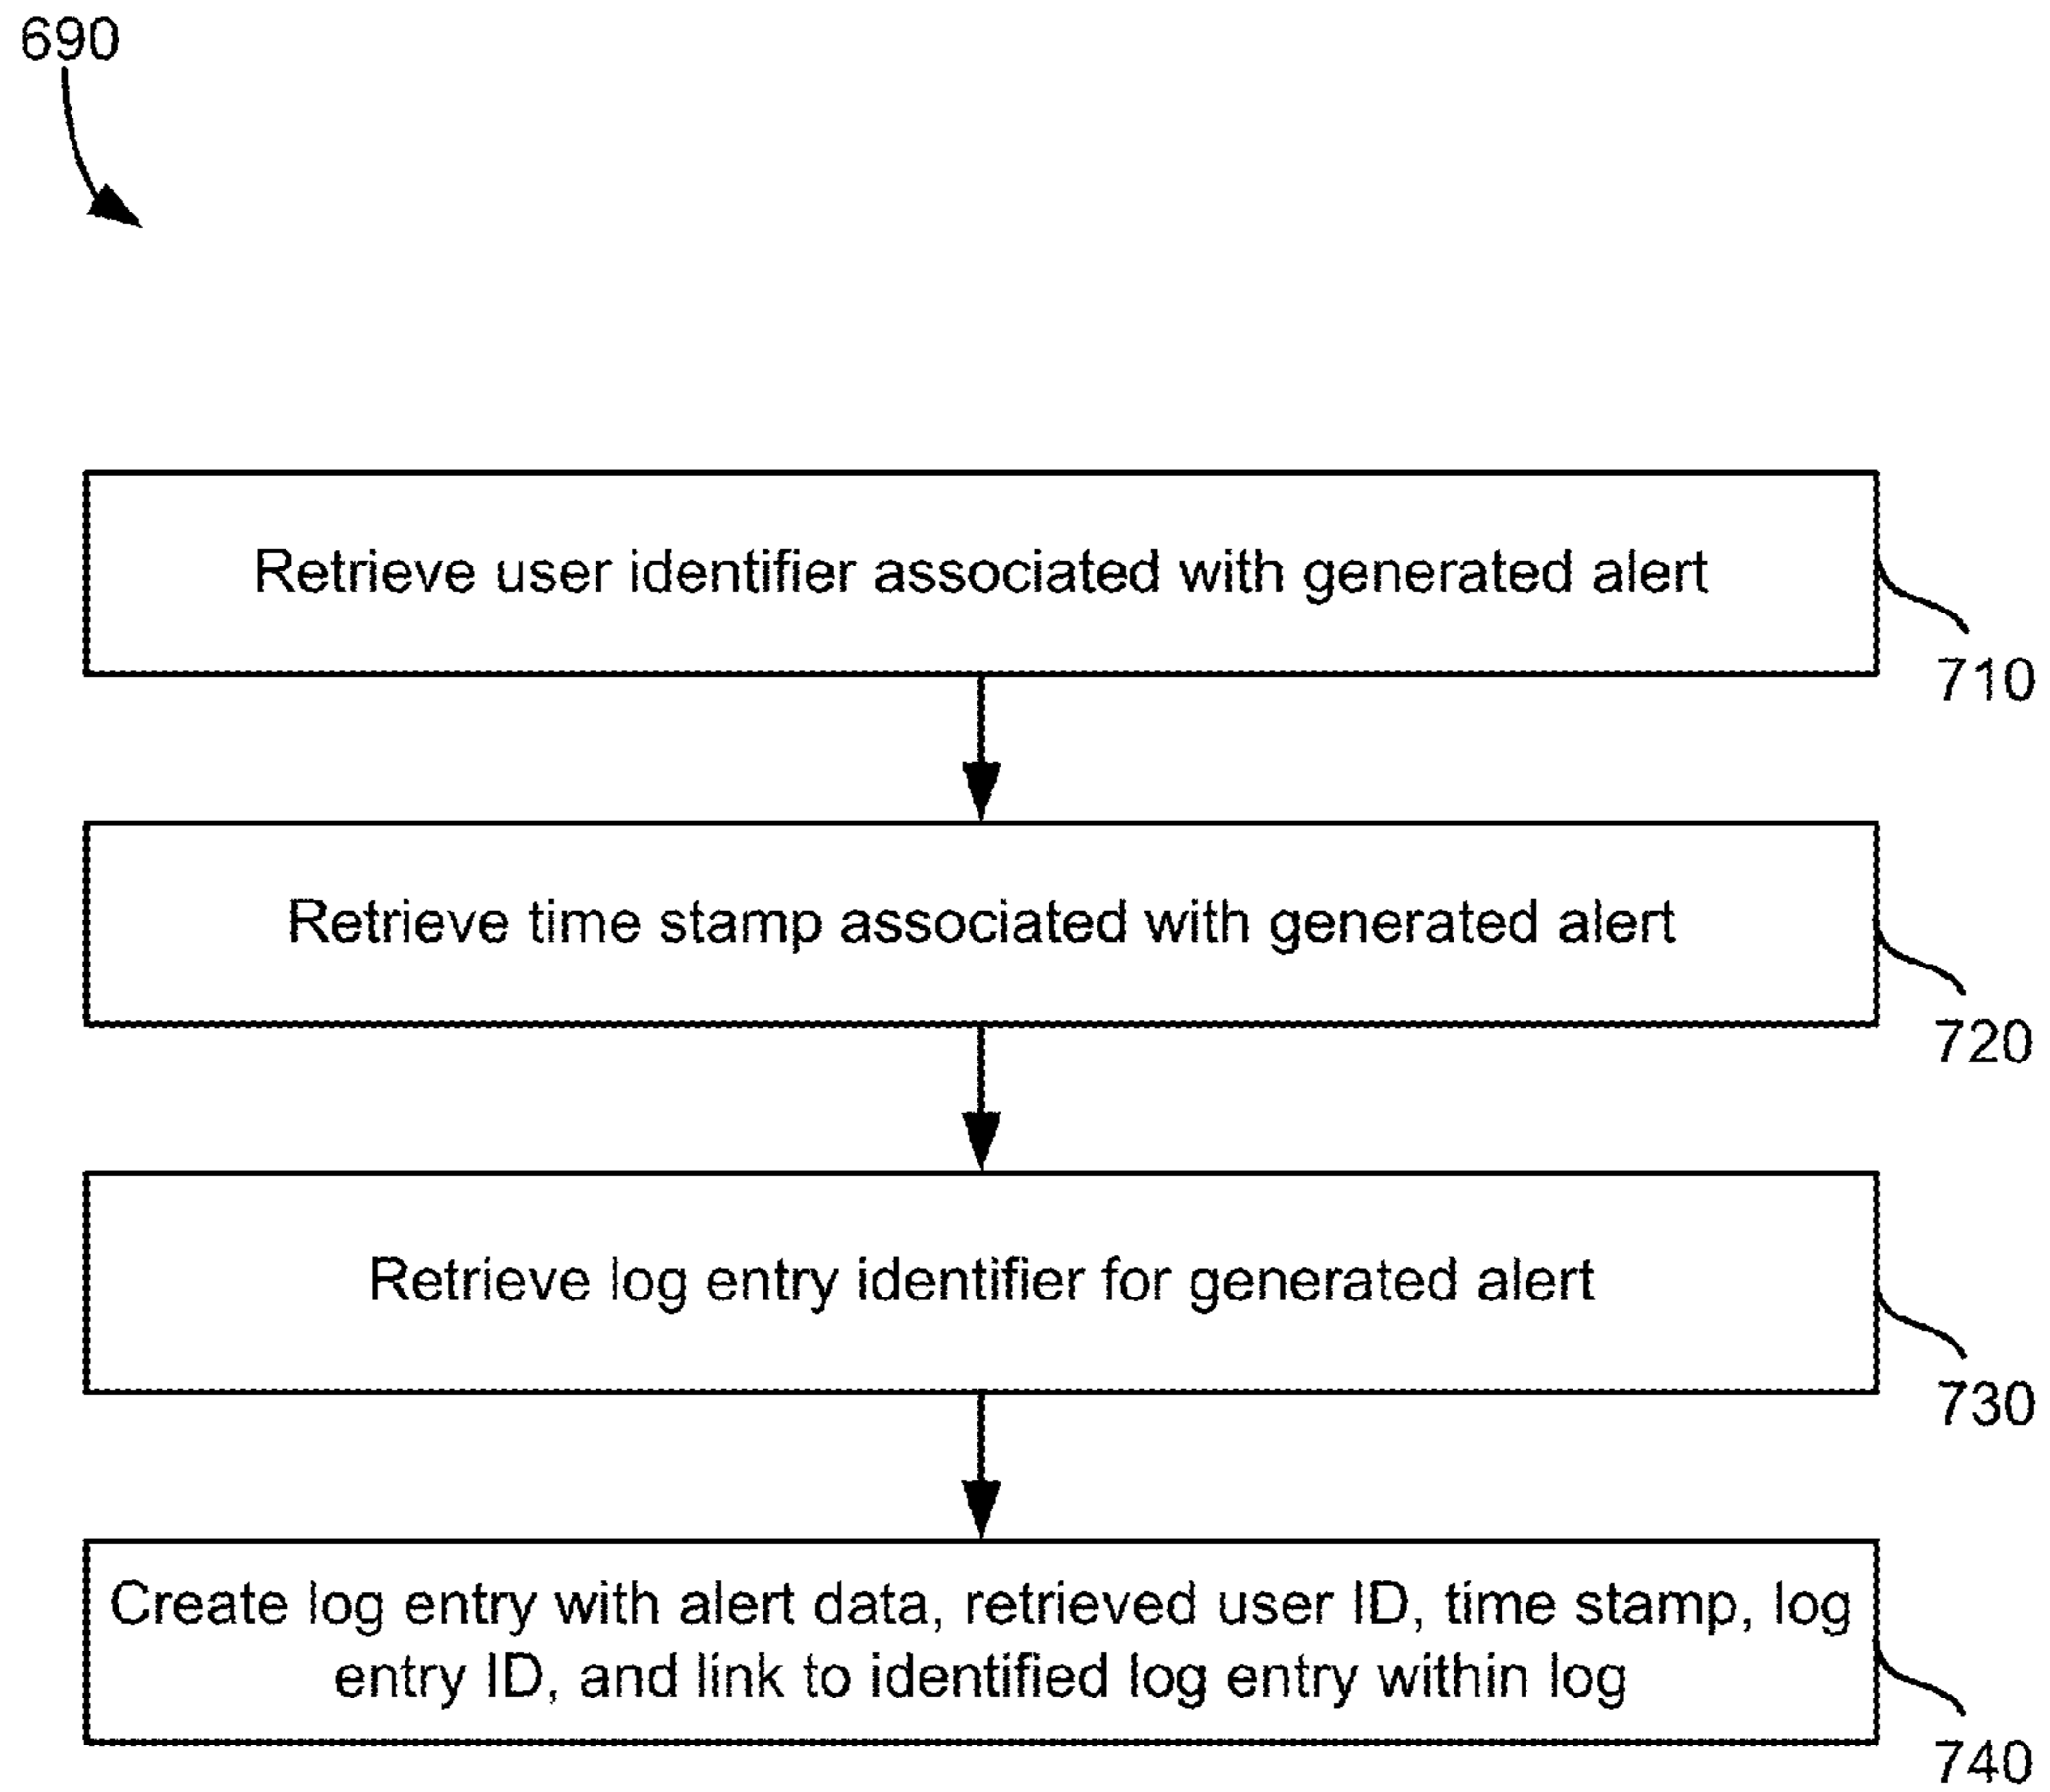 690
Retrieve user identifier associated with generated alert
710
Retrieve time stamp associated with generated alert
720
Retrieve log entry identifier for generated alert
730
Create log entry with alert data, retrieved user ID, time stamp, log
entry ID, and link to identified log entry within log
740